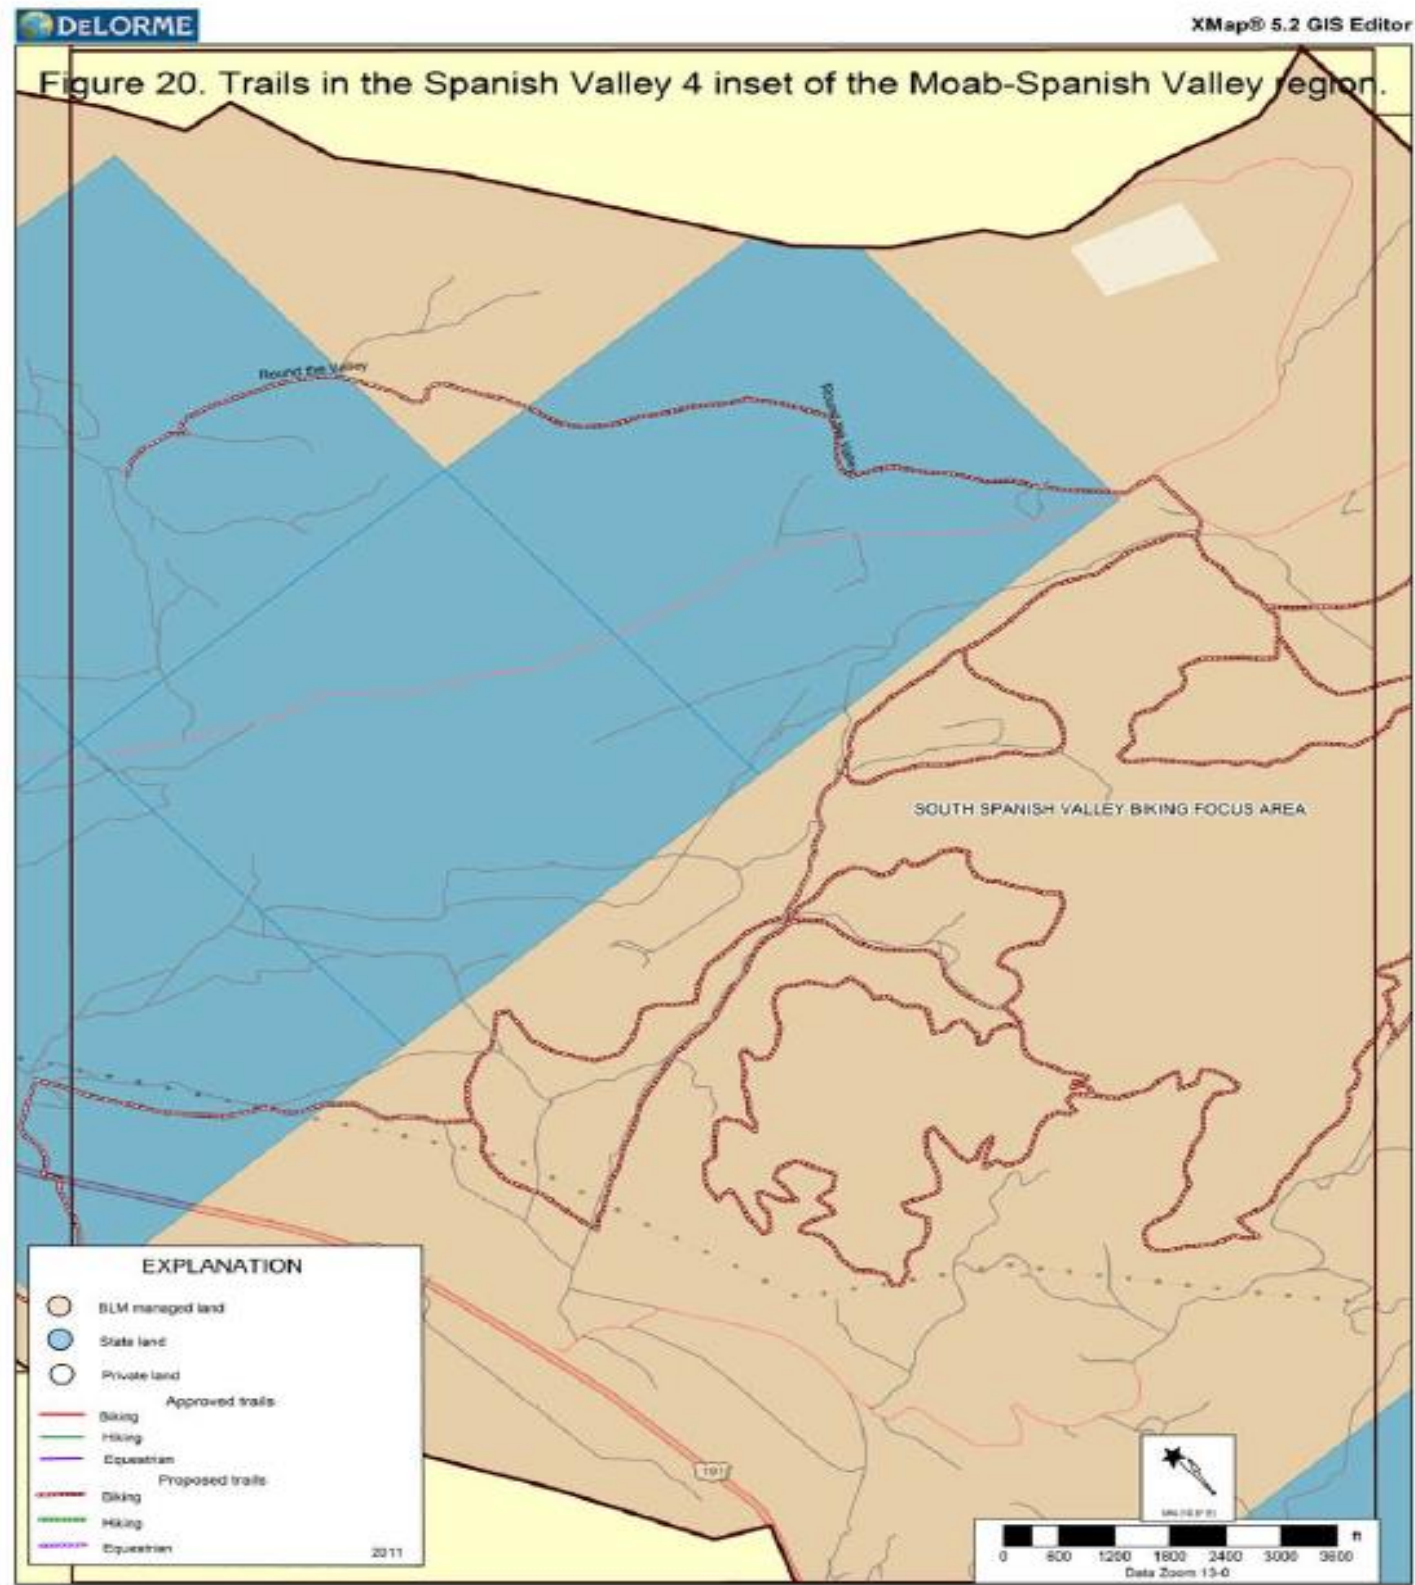 DELORME
XMap® 5.2 GIS Editor
Figure 20. Trails in the Spanish Valley 4 inset of the Moab-Spanish Valley region.
Round the Valley
Round the Valley
SOUTH SPANISH VALLEY BIKING FOCUS AREA
EXPLANATION
BLM managed land
State land
Private land
Approved trails
Biking
Hiking
Equestrian
Proposed trails
Biking
Hiking
Equestrian
2011
191
ft
0 600 1200 1800 2400 3000 3600
Data Zoom 13-0